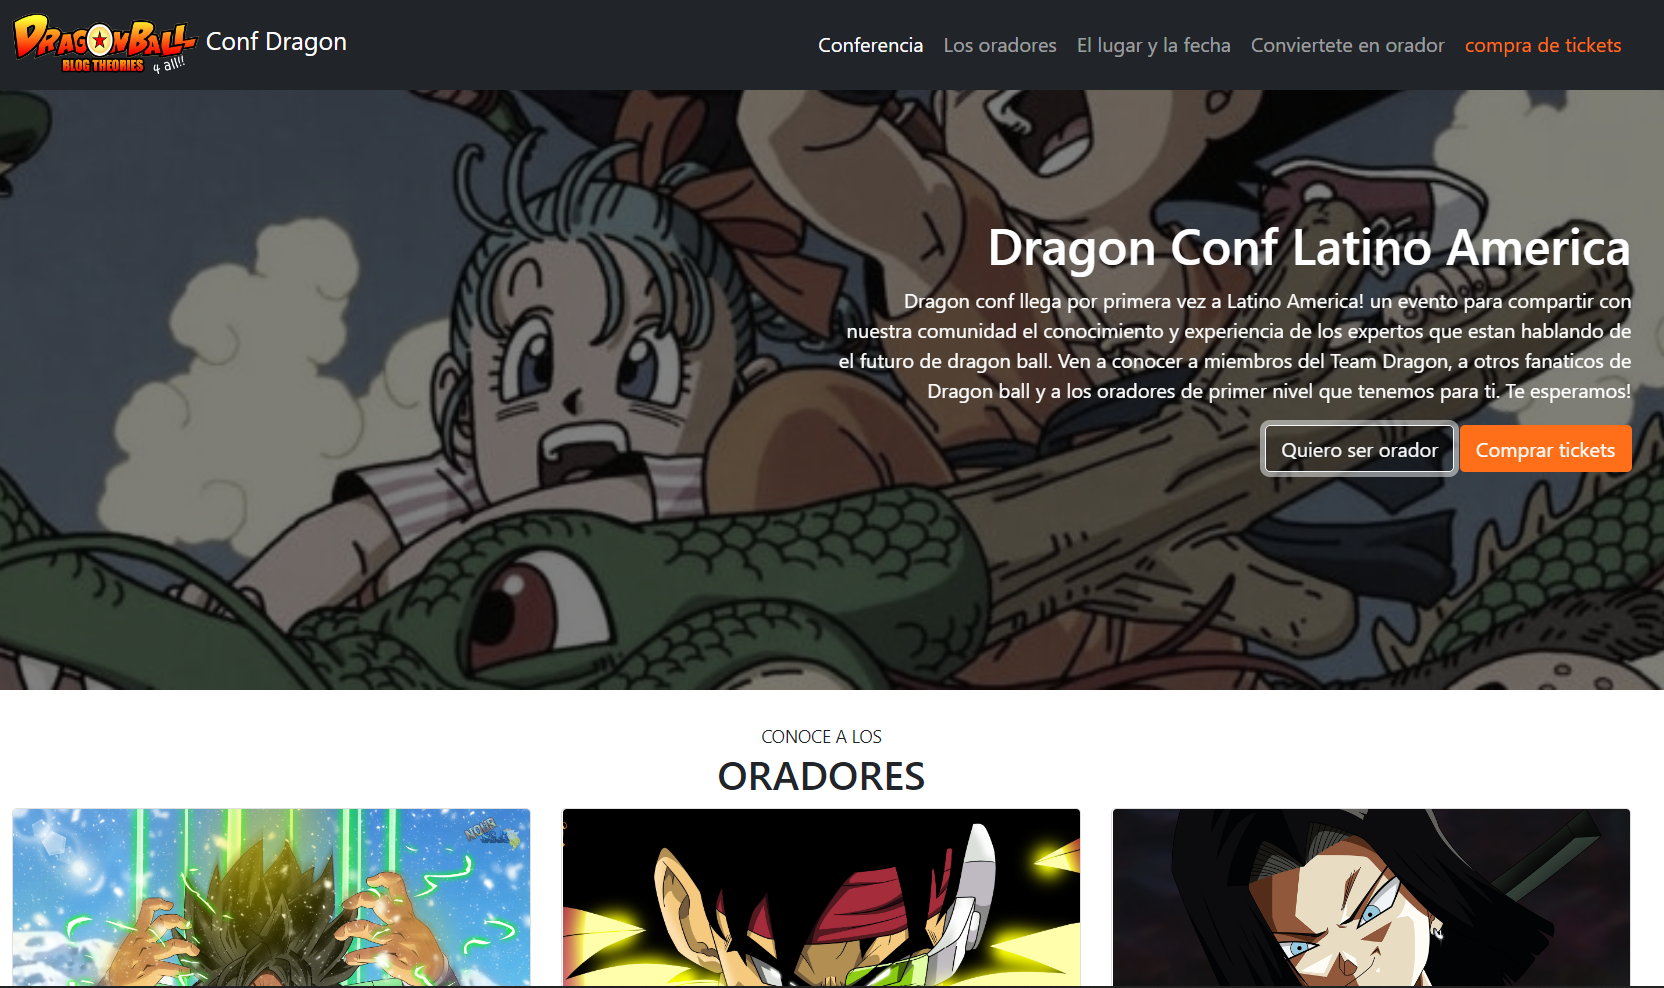 DRAGONBALL
BLOG THEORIES
4 all!!
Conf Dragon
Conferencia
Los oradores
El lugar y la fecha
Conviertete en orador
compra de tickets
Dragon Conf Latino America
Dragon conf llega por primera vez a Latino America! un evento para compartir con
nuestra comunidad el conocimiento y experiencia de los expertos que estan hablando de
el futuro de dragon ball. Ven a conocer a miembros del Team Dragon, a otros fanaticos de
Dragon ball y a los oradores de primer nivel que tenemos para ti. Te esperamos!
Quiero ser orador
Comprar tickets
CONOCE A LOS
ORADORES